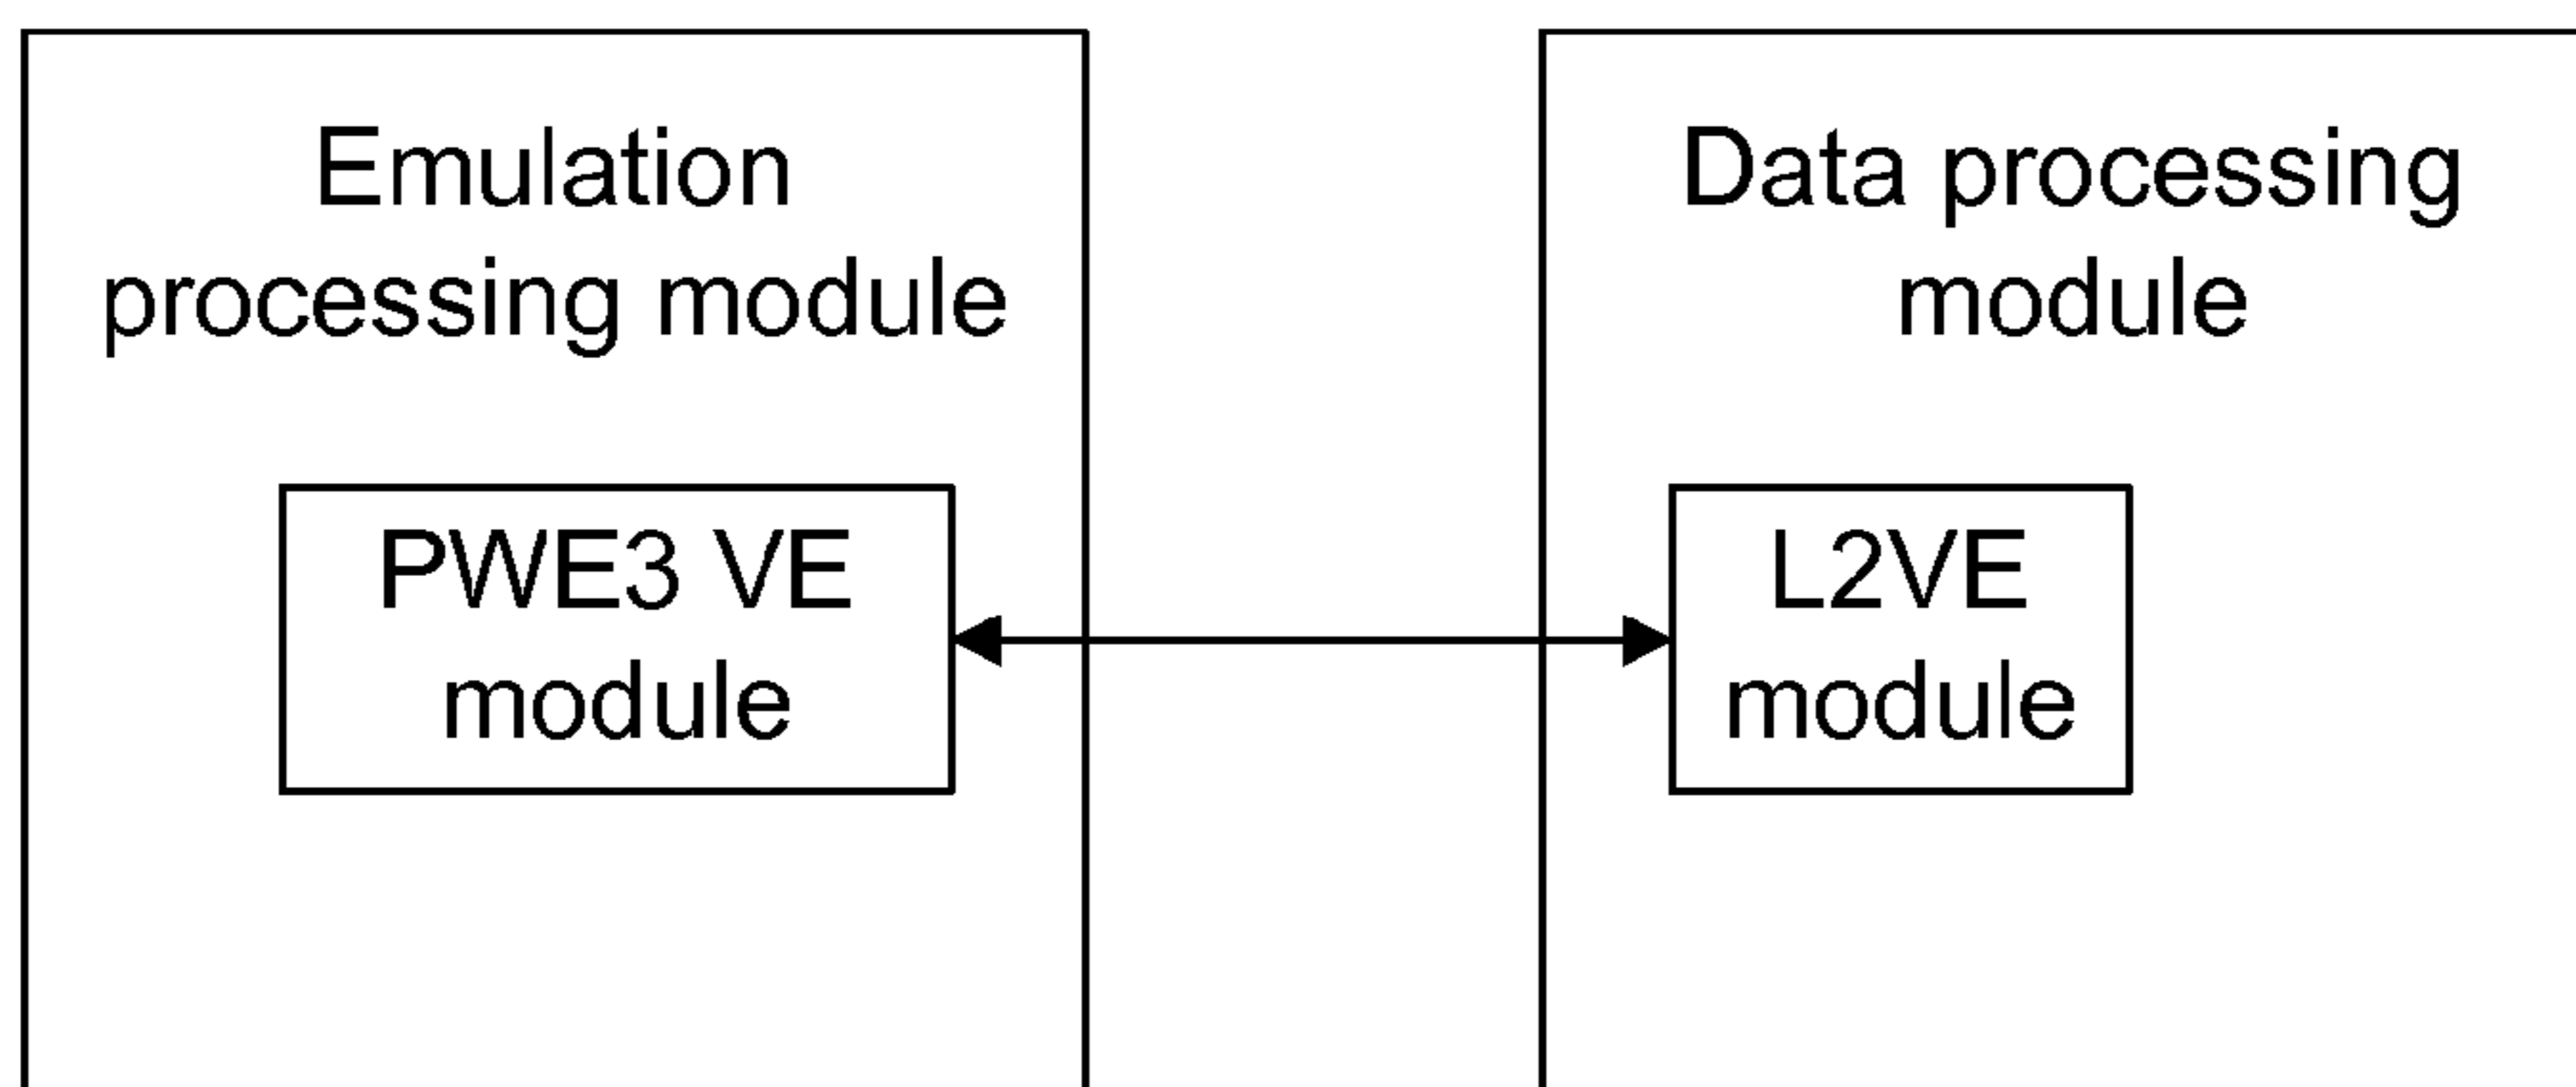 Emulation
processing module
PWE3 VE
module
Data processing
module
L2VE
module